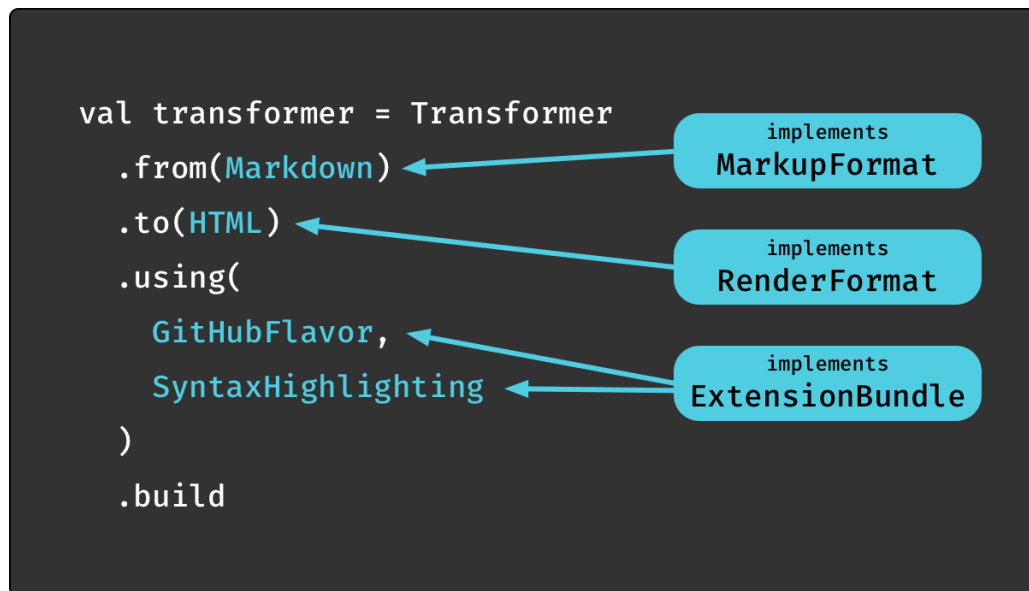 val transformer = Transformer
.from(Markdown)
.to(HTML)
.using(
GitHubFlavor,
SyntaxHighlighting
)
.build
implements
MarkupFormat
implements
RenderFormat
implements
ExtensionBundle